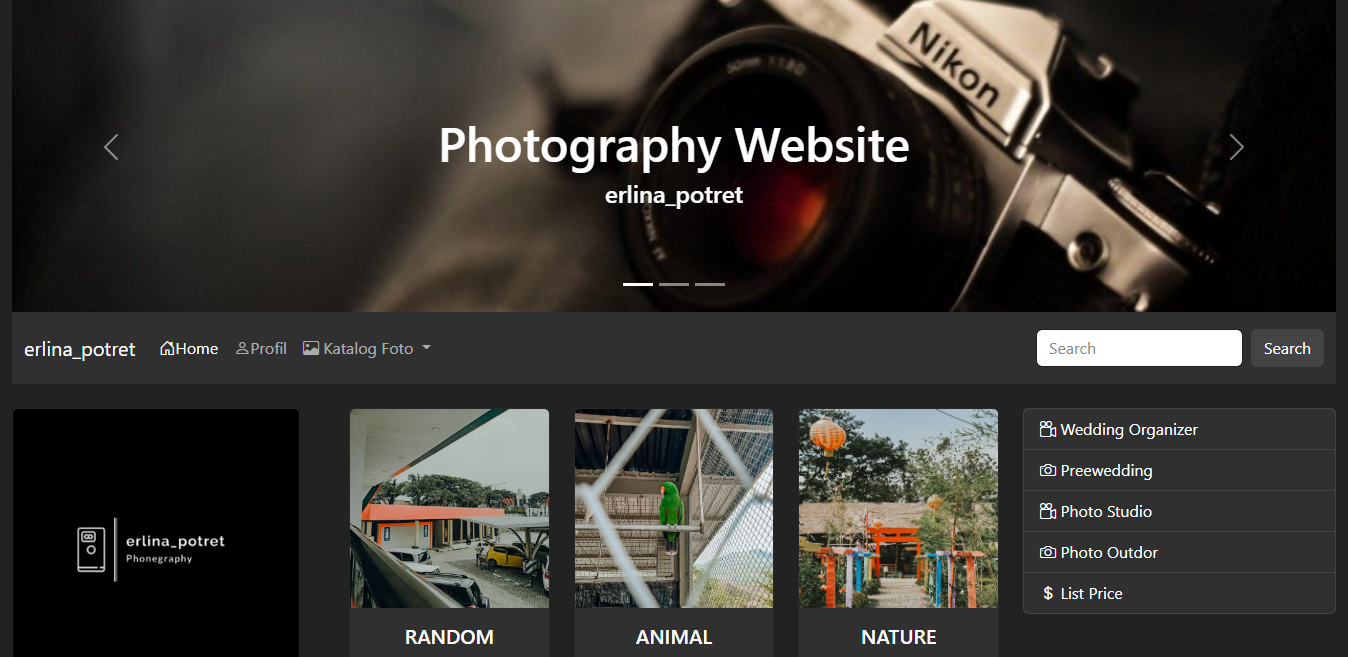 Nikon
50mm 1:1.8D
Photography Website
erlina_potret
erlina_potret
Home
Profil
Katalog Foto
Search
Search
erlina_potret
Phonegraphy
RANDOM
ANIMAL
NATURE
Wedding Organizer
Preewedding
Photo Studio
Photo Outdor
$ List Price